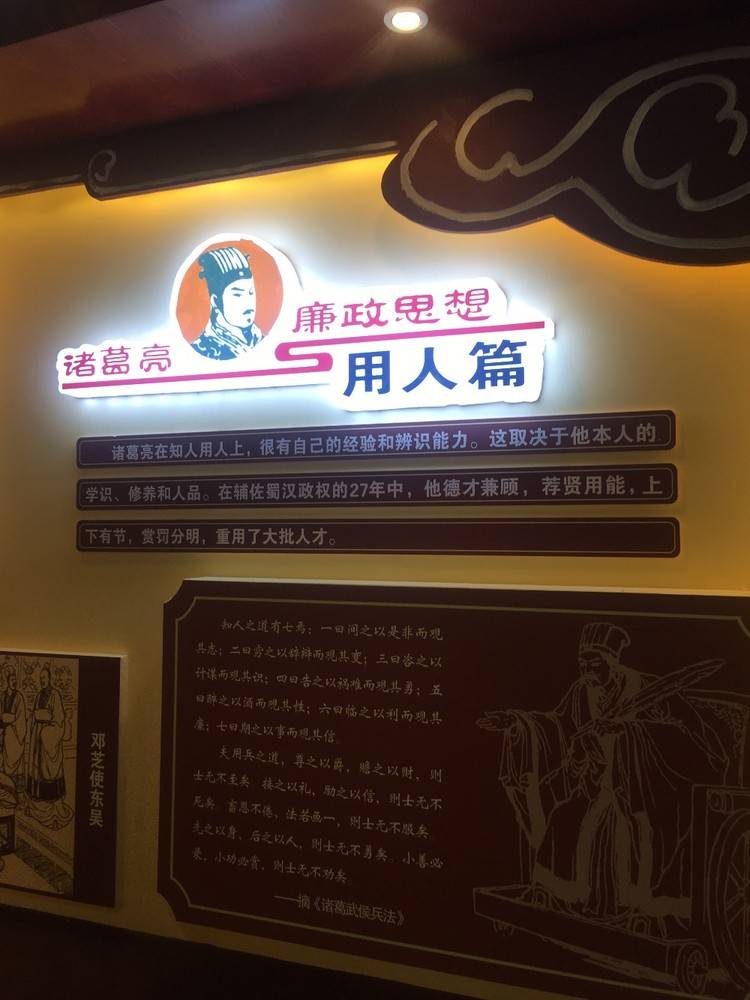 诸葛亮
廉政思想
用人篇
诸葛亮在知人用人上，很有自己的经验和辨识能力。这取决于他本人的
学识、修养和人品。在辅佐蜀汉政权的27年中，他德才兼顾，荐贤用能，上
下有节，赏罚分明，重用了大批人才。
知人之道有七焉：一曰间之以是非而观
其志；二曰穷之以辞辩而观其变；三曰咨之以
计谋而观其识；四曰告之以祸难而观其勇；五
曰醉之以酒而观其性；六曰临之以利而观其
廉；七曰期之以事而观其信。
夫用兵之道，尊之以爵，赡之以财，则
士无不至矣。接之以礼，励之以信，则士无不
死矣。畜恩不倦，法若画一，则士无不服矣。
先之以身、后之以人，则士无不勇矣。小善必
录，小功必赏，则士无不劝矣。
——摘《诸葛武侯兵法》
邓芝使东吴